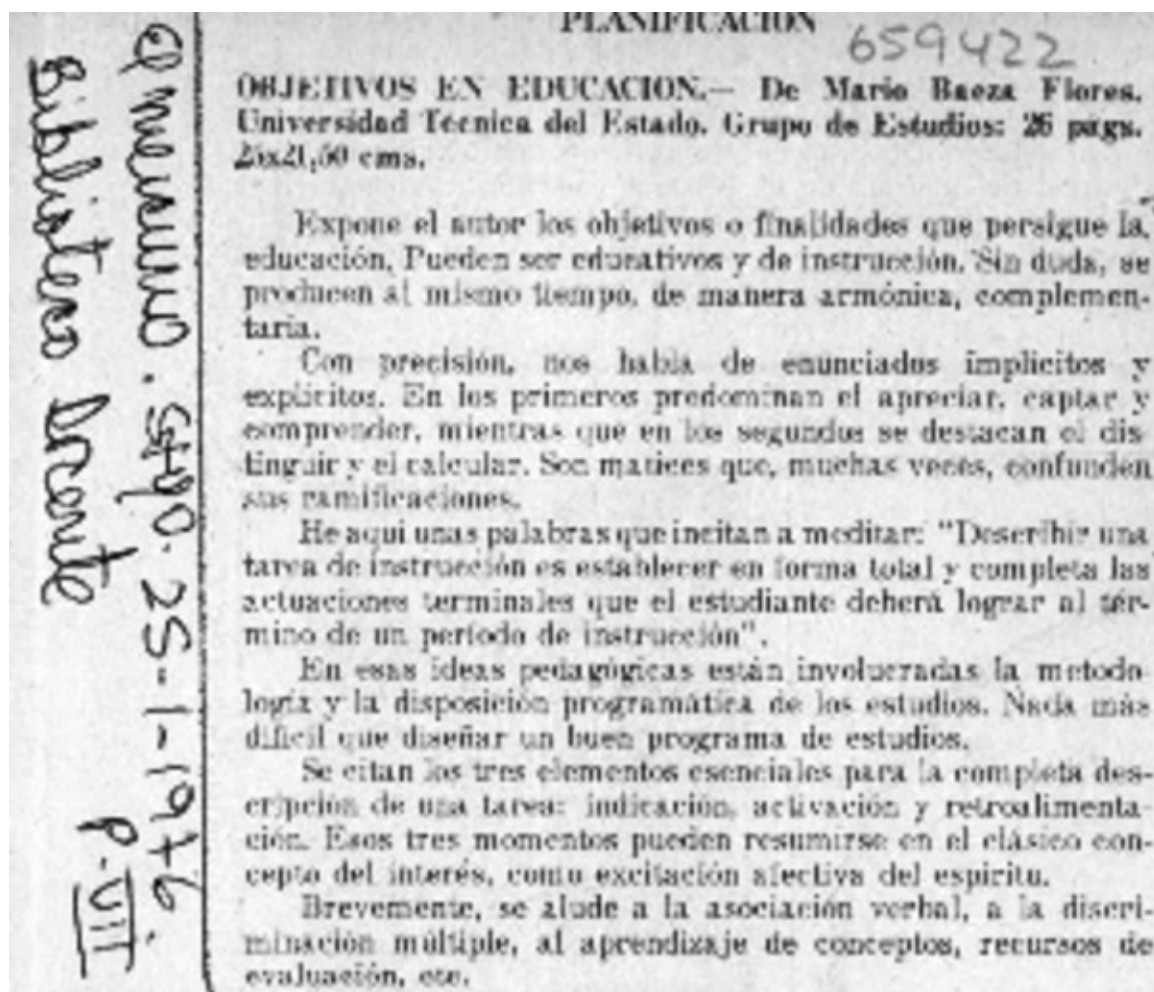 PLANIFICACION
659422
OBJETIVOS EN EDUCACION.— De Mario Baeza Flores.
Universidad Técnica del Estado. Grupo de Estudios: 26 págs.
25x21,50 cms.
Expone el autor los objetivos o finalidades que persigue la
educación. Pueden ser educativos y de instrucción. Sin duda, se
producen al mismo tiempo, de manera armónica, complemen-
taria.
Con precisión, nos habla de enunciados implícitos y
explícitos. En los primeros predominan el apreciar, captar y
comprender, mientras que en los segundos se destacan el dis-
tinguir y el calcular. Son matices que, muchas veces, confunden
sus ramificaciones.
He aquí unas palabras que incitan a meditar: "Describir una
tarea de instrucción es establecer en forma total y completa las
actuaciones terminales que el estudiante deberá lograr al tér-
mino de un período de instrucción".
En esas ideas pedagógicas están involucradas la metodo-
logía y la disposición programática de los estudios. Nada más
difícil que diseñar un buen programa de estudios.
Se citan los tres elementos esenciales para la completa des-
cripción de una tarea: indicación, activación y retroalimenta-
ción. Esos tres momentos pueden resumirse en el clásico con-
cepto del interés, como excitación afectiva del espíritu.
Brevemente, se alude a la asociación verbal, a la discri-
minación múltiple, al aprendizaje de conceptos, recursos de
evaluación, etc.
el mercurio. Stgo. 25-1-1976. p. VIII
Biblioteca Docente